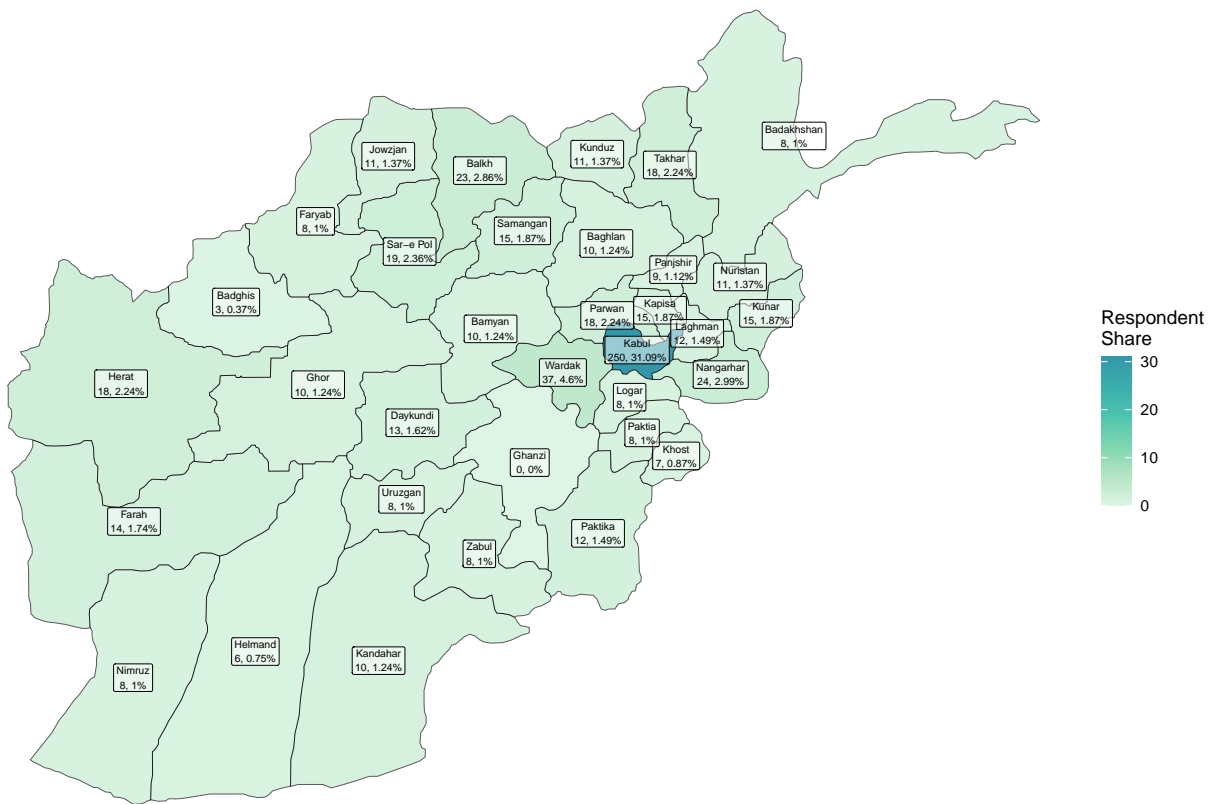 Badakhshan
8, 1%
Jowzjan
11, 1.37%
Balkh
23, 2.86%
Kunduz
11, 1.37%
Takhar
18, 2.24%
Faryab
8, 1%
Sar−e Pol
19, 2.36%
Samangan
15, 1.87%
Baghlan
10, 1.24%
Panjshir
9, 1.12%
Nuristan
11, 1.37%
Badghis
3, 0.37%
Bamyan
10, 1.24%
Parwan
18, 2.24%
Kapisa
15, 1.87%
Laghman
12, 1.49%
Kunar
15, 1.87%
Kabul
250, 31.09%
Herat
18, 2.24%
Ghor
10, 1.24%
Wardak
37, 4.6%
Nangarhar
24, 2.99%
Logar
8, 1%
Daykundi
13, 1.62%
Paktia
8, 1%
Khost
7, 0.87%
Ghanzi
0, 0%
Uruzgan
8, 1%
Farah
14, 1.74%
Paktika
12, 1.49%
Zabul
8, 1%
Helmand
6, 0.75%
Kandahar
10, 1.24%
Nimruz
8, 1%
Respondent
Share
30
20
10
0